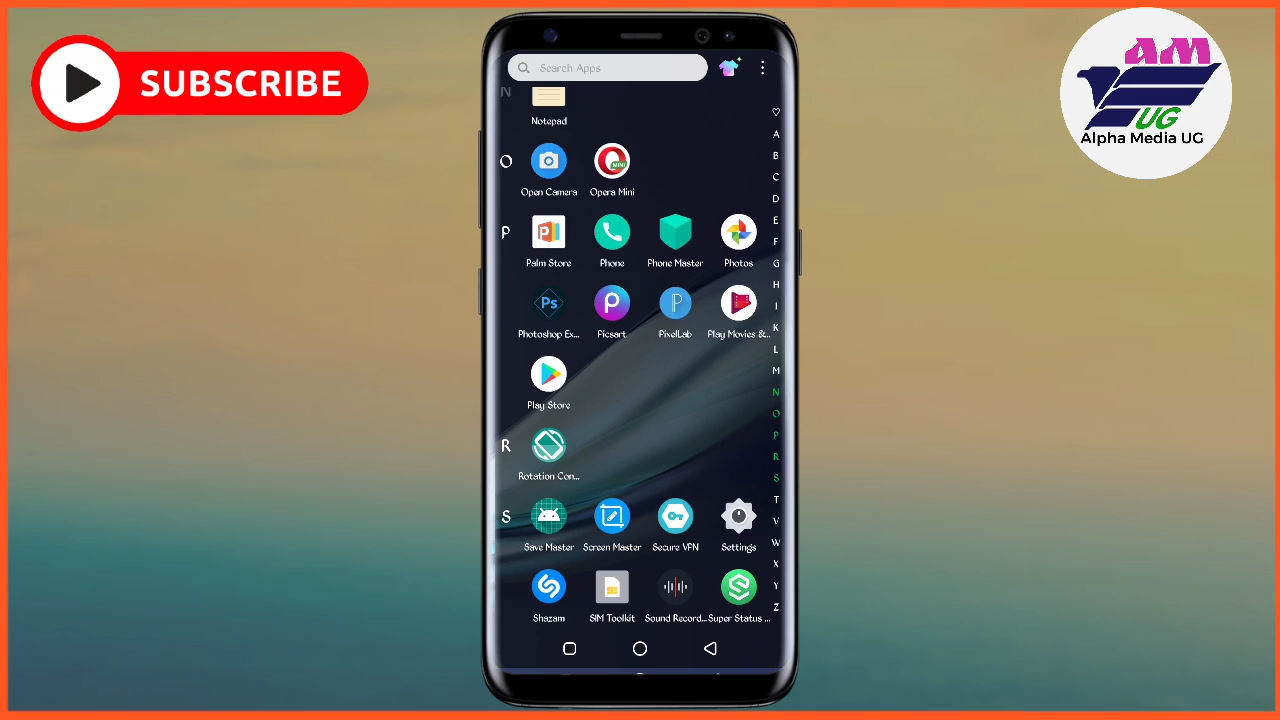 SUBSCRIBE
AM
UG
Alpha Media UG
Search Apps
N
Notepad
O
Open Camera Opera Mini
MINI
P
Palm Store Phone Phone Master Photos
Ps
Photoshop Ex... Picsart PixelLab Play Movies &...
Play Store
R
Rotation Con...
S
Save Master Screen Master Secure VPN Settings
Shazam SIM Toolkit Sound Record... Super Status ...
A
B
C
D
E
F
G
H
I
K
L
M
N
O
P
R
S
T
V
W
X
Y
Z